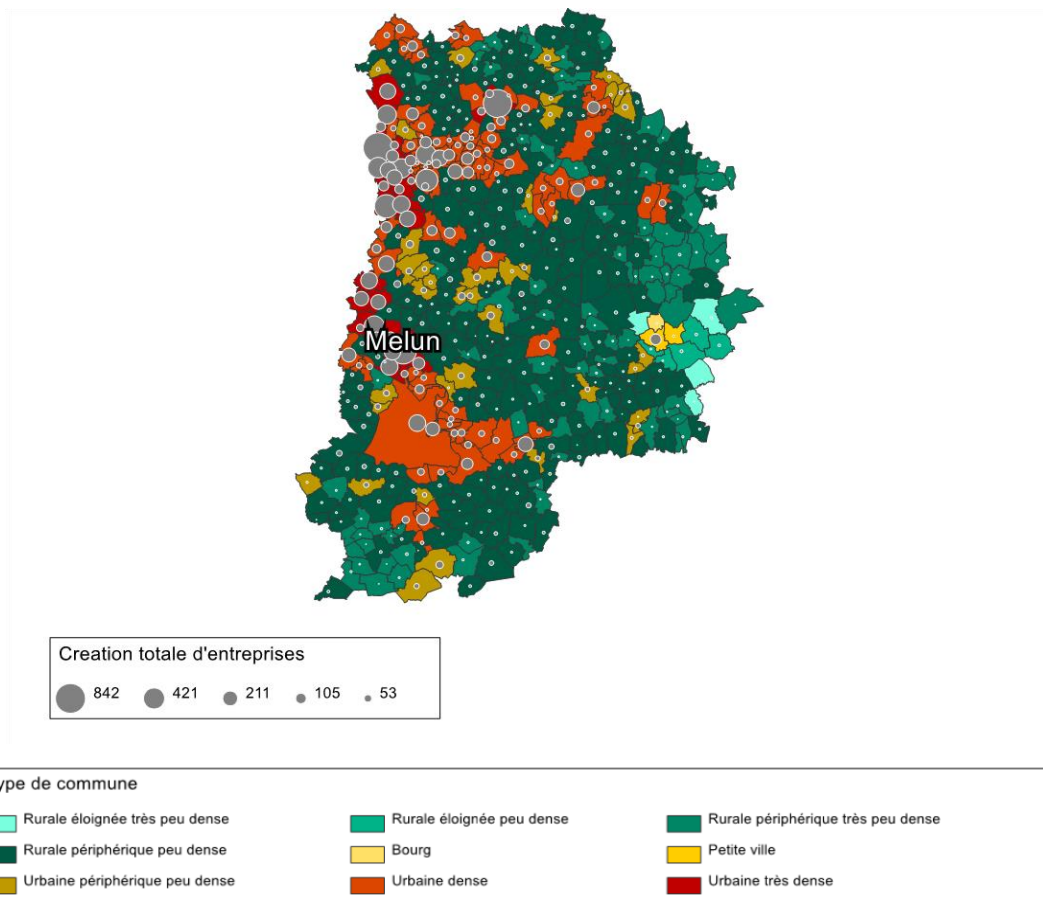 Melun
Creation totale d'entreprises
842 421 211 105 53
ype de commune
Rurale éloignée très peu dense Rurale éloignée peu dense Rurale périphérique très peu dense
Rurale périphérique peu dense Bourg Petite ville
Urbaine périphérique peu dense Urbaine dense Urbaine très dense